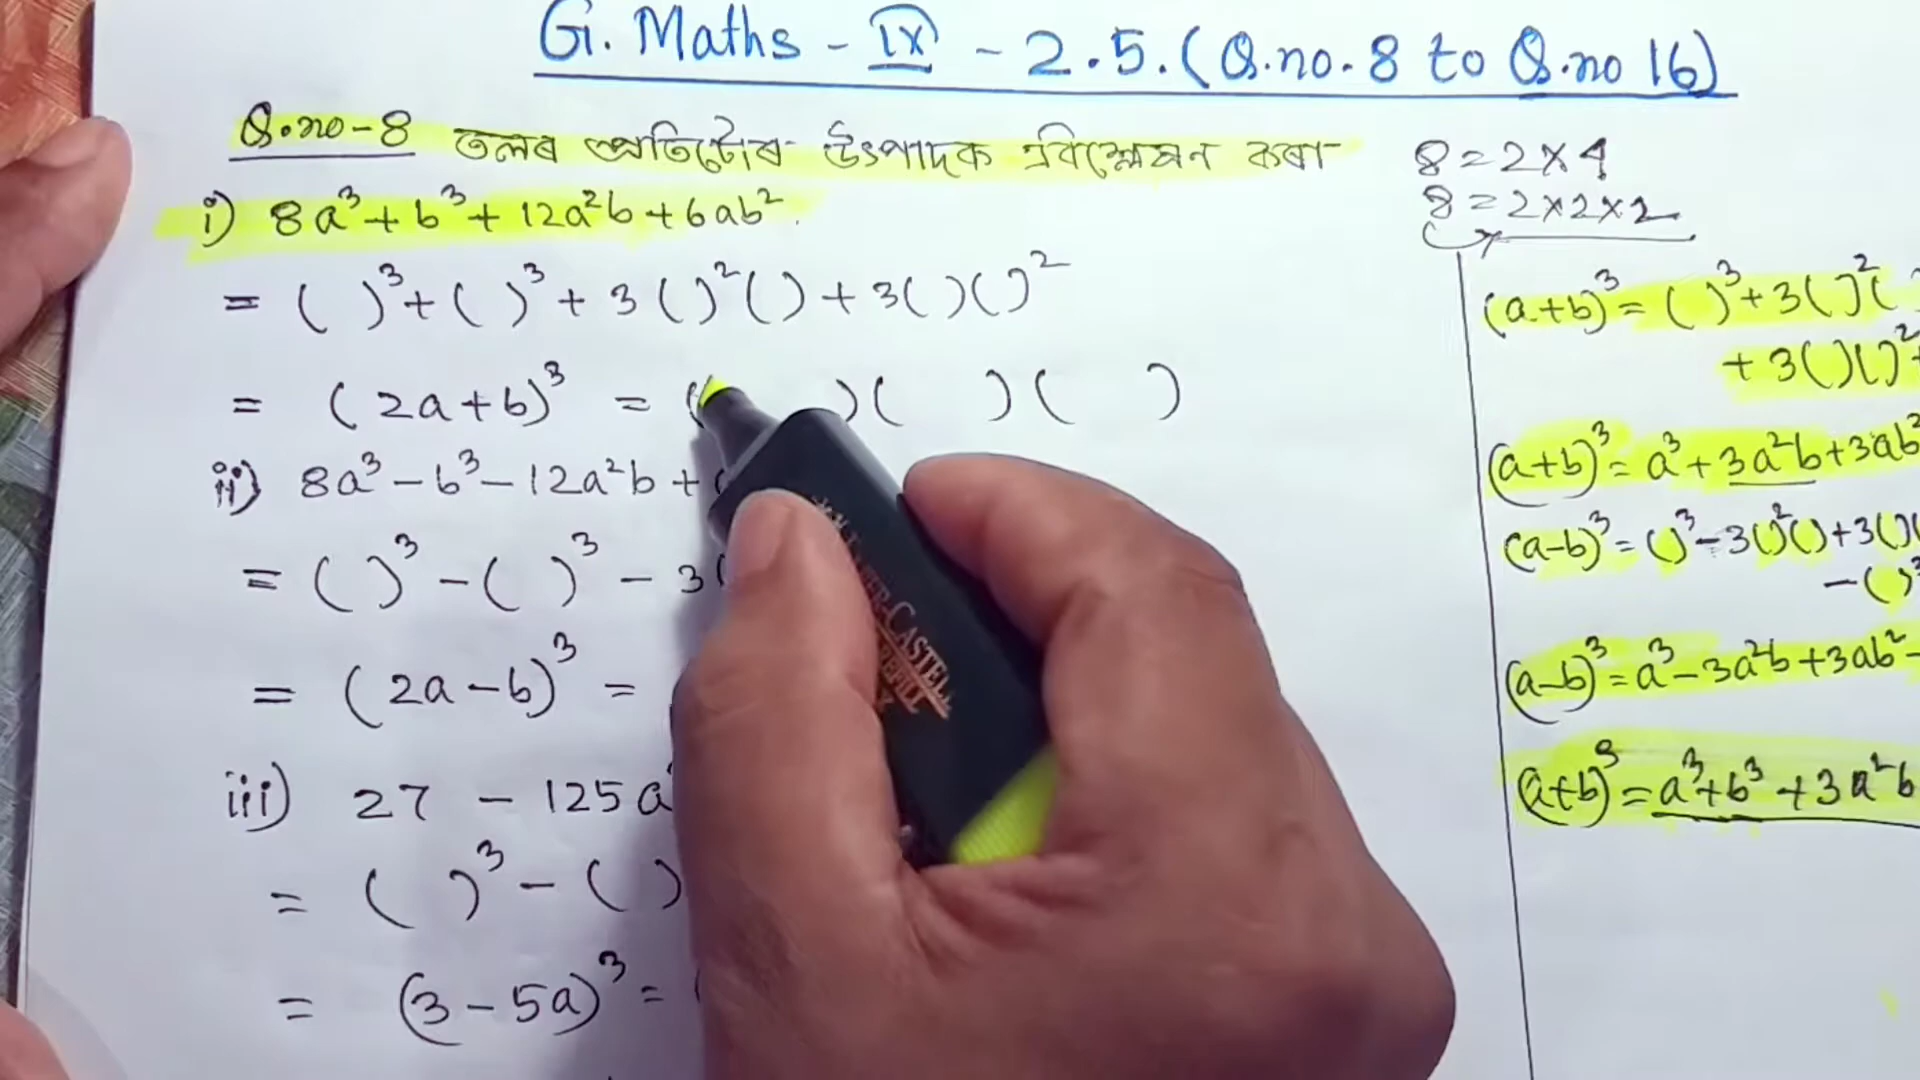 G. Maths - IX - 2.5. (Q.no. 8 to Q.no 16)
Q.no-8 তলৰ প্ৰতিটোৰ উৎপাদক বিশ্লেষণ কৰা
i) 8a³ + b³ + 12a²b + 6ab².
= ( )³ + ( )³ + 3 ( )² ( ) + 3 ( ) ( )²
= (2a + b)³ = ( ) ( ) ( )
ii) 8a³ - b³ - 12a²b +
= ( )³ - ( )³ - 3 (
= (2a - b)³ =
iii) 27 - 125a
= ( )³ - ( )
= (3 - 5a)³ = (
8 = 2 × 4
8 = 2 × 2 × 2
(a+b)³ = ( )³ + 3 ( )² (
+ 3 ( ) ( )² +
(a+b)³ = a³ + 3a²b + 3ab²
(a-b)³ = ( )³ - 3 ( )² ( ) + 3 ( ) (
- ( )³
(a-b)³ = a³ - 3a²b + 3ab² -
(a+b)³ = a³ + b³ + 3a²b
FABER-CASTELL